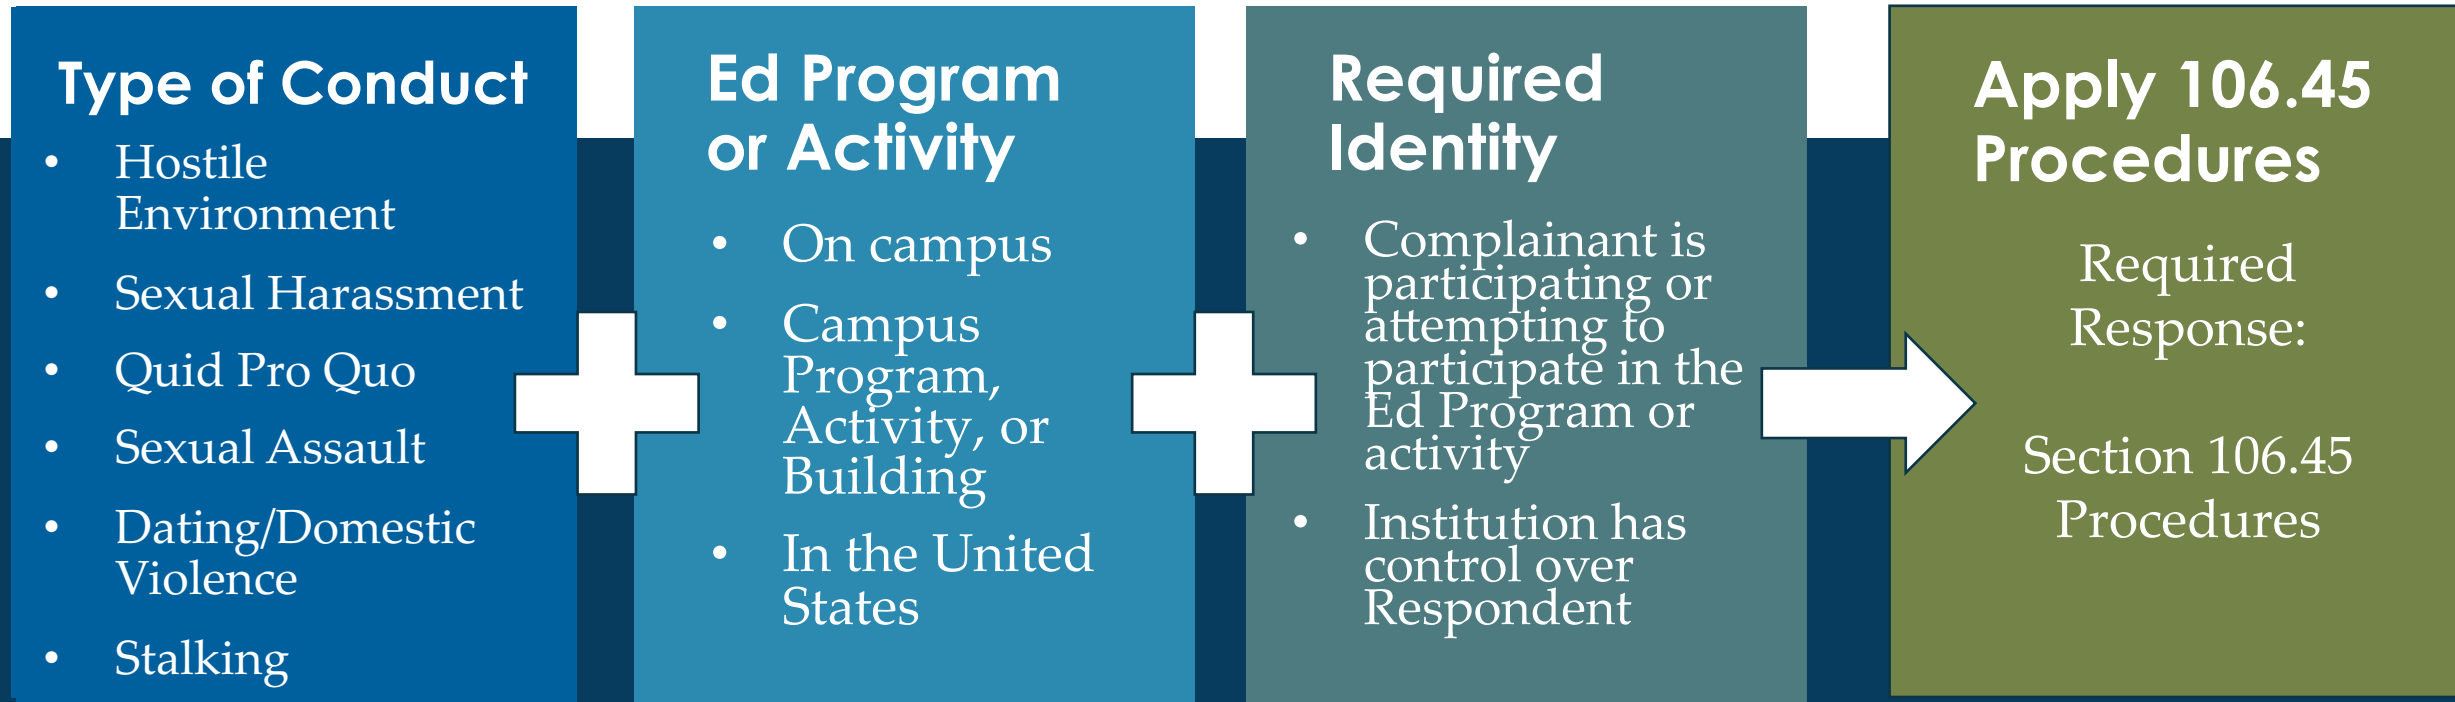 Type of Conduct
• Hostile
Environment
• Sexual Harassment
• Quid Pro Quo
• Sexual Assault
• Dating/Domestic
Violence
• Stalking
Ed Program
or Activity
• On campus
• Campus
Program,
Activity, or
Building
• In the United
States
Required
Identity
• Complainant is
participating or
attempting to
participate in the
Ed Program or
activity
• Institution has
control over
Respondent
Apply 106.45
Procedures
Required
Response:
Section 106.45
Procedures